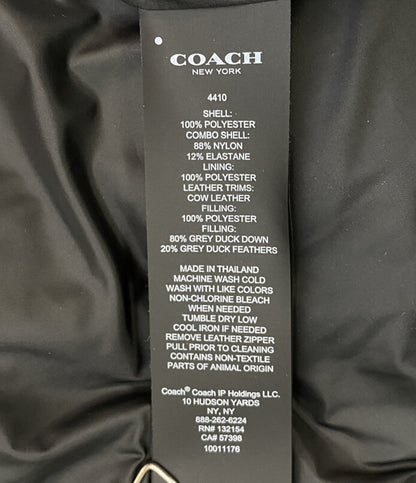 COACH
NEW YORK
4410
SHELL:
100% POLYESTER
COMBO SHELL:
88% NYLON
12% ELASTANE
LINING:
100% POLYESTER
LEATHER TRIMS:
COW LEATHER
FILLING:
100% POLYESTER
FILLING:
80% GREY DUCK DOWN
20% GREY DUCK FEATHERS
MADE IN THAILAND
MACHINE WASH COLD
WASH WITH LIKE COLORS
NON-CHLORINE BLEACH
WHEN NEEDED
TUMBLE DRY LOW
COOL IRON IF NEEDED
REMOVE LEATHER ZIPPER
PULL PRIOR TO CLEANING
CONTAINS NON-TEXTILE
PARTS OF ANIMAL ORIGIN
Coach® Coach IP Holdings LLC.
10 HUDSON YARDS
NY, NY
888-262-6224
RN# 132154
CA# 57398
10011176